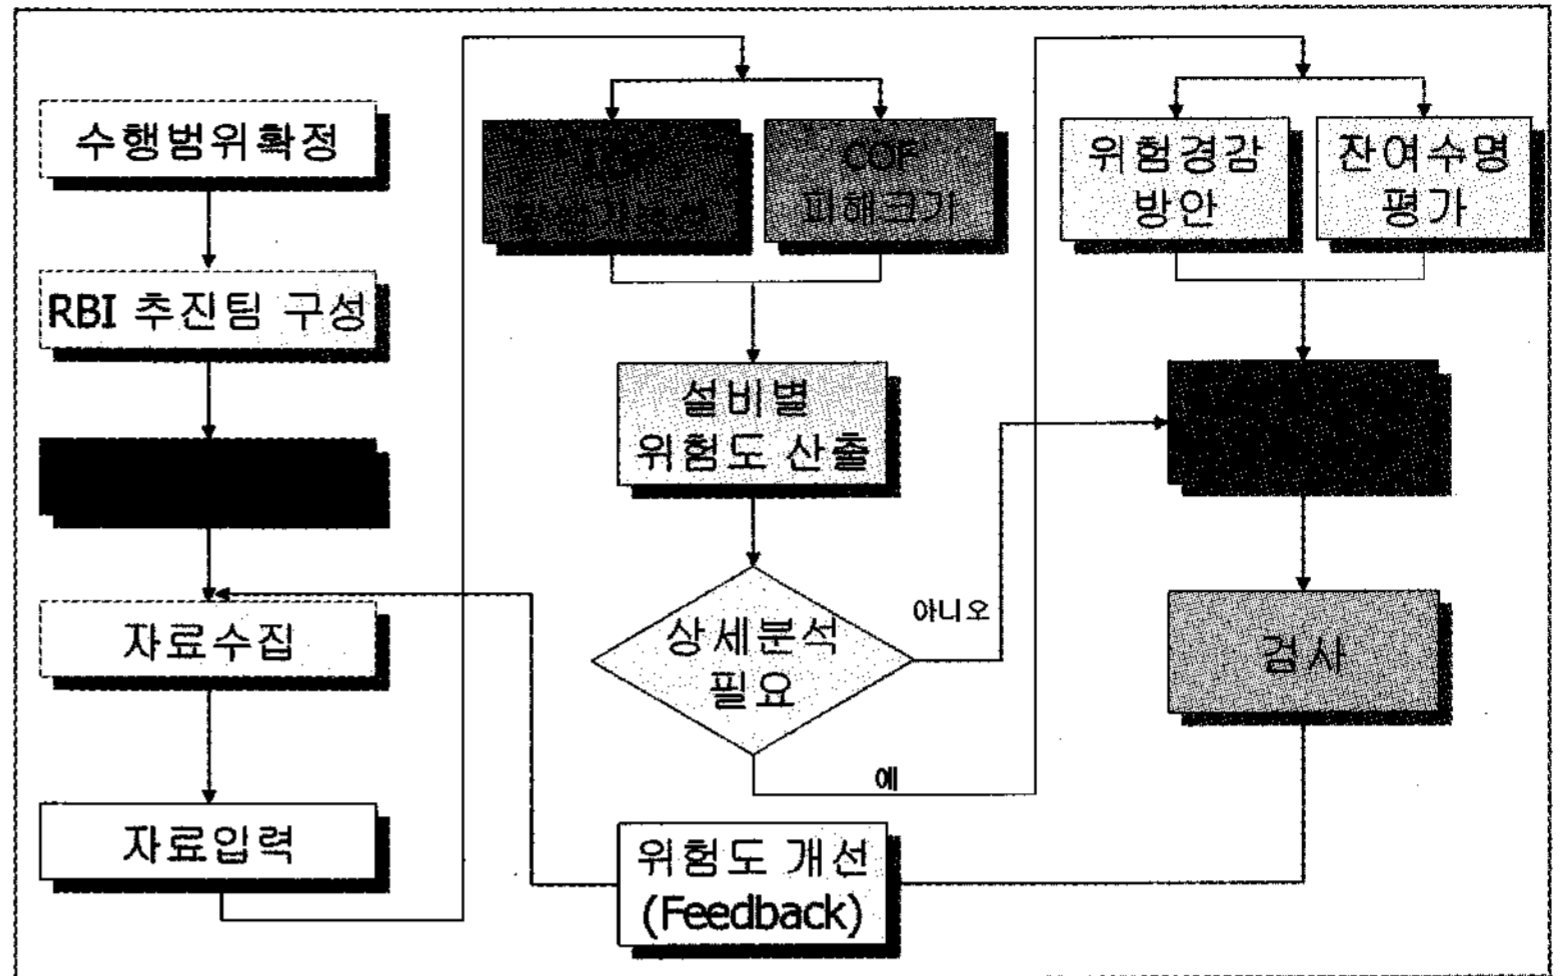 수행범위확정
RBI 추진팀 구성
자료수집
자료입력
COF
피해크기
설비별
위험도 산출
상세분석
필요
아니오
예
위험도 개선
(Feedback)
위험경감
방안
잔여수명
평가
검사